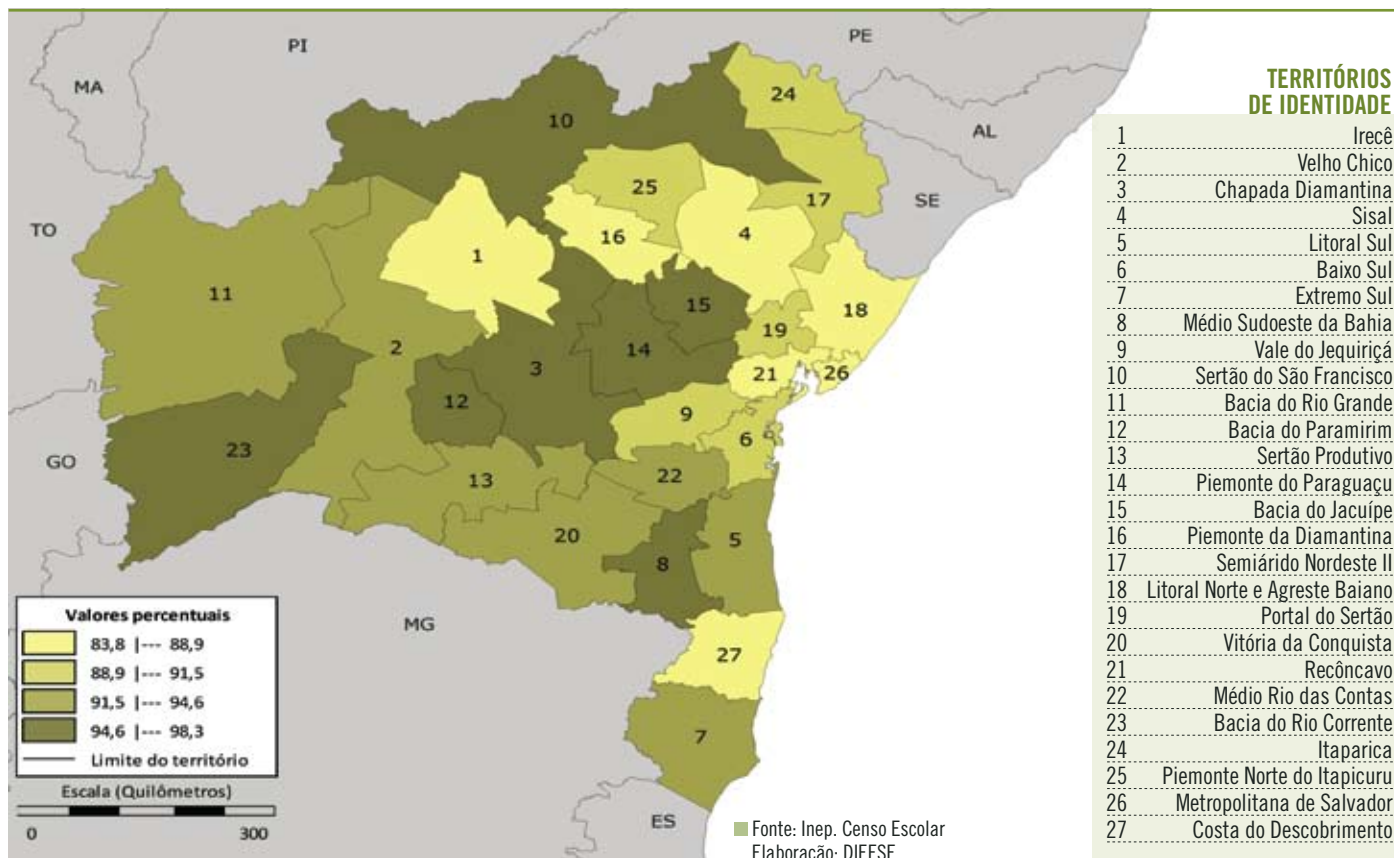 PI
PE
MA
AL
SE
TO
GO
MG
ES
10
24
25
17
16
4
1
11
18
15
19
2
14
3
21
26
12
9
6
23
22
13
20
5
8
27
7
Valores percentuais
83,8 |--- 88,9
88,9 |--- 91,5
91,5 |--- 94,6
94,6 |--- 98,3
Limite do território
Escala (Quilômetros)
0 300
Fonte: Inep. Censo Escolar
Elaboração: DIEESE
TERRITÓRIOS
DE IDENTIDADE
1 Irecê
2 Velho Chico
3 Chapada Diamantina
4 Sisal
5 Litoral Sul
6 Baixo Sul
7 Extremo Sul
8 Médio Sudoeste da Bahia
9 Vale do Jequiriçá
10 Sertão do São Francisco
11 Bacia do Rio Grande
12 Bacia do Paramirim
13 Sertão Produtivo
14 Piemonte do Paraguaçu
15 Bacia do Jacuípe
16 Piemonte da Diamantina
17 Semiárido Nordeste II
18 Litoral Norte e Agreste Baiano
19 Portal do Sertão
20 Vitória da Conquista
21 Recôncavo
22 Médio Rio das Contas
23 Bacia do Rio Corrente
24 Itaparica
25 Piemonte Norte do Itapicuru
26 Metropolitana de Salvador
27 Costa do Descobrimento